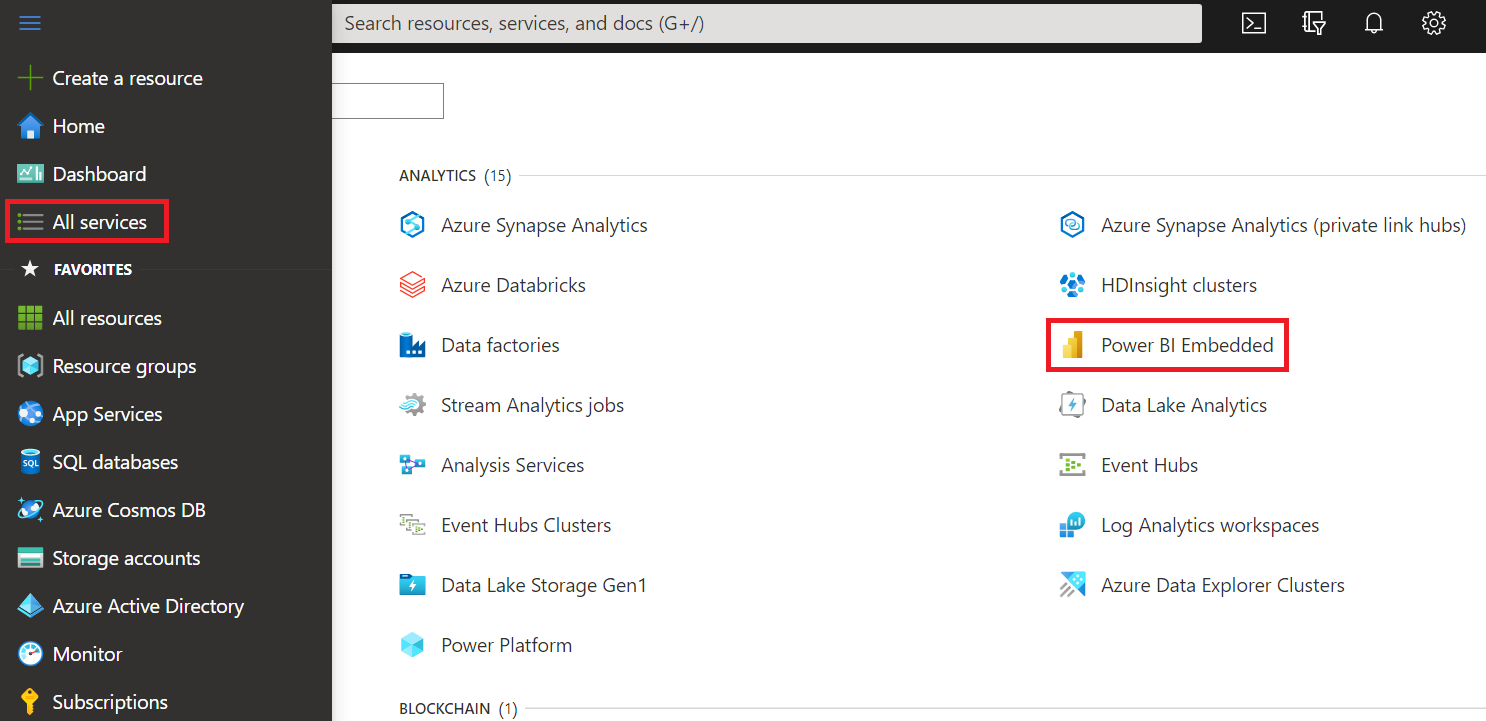 Search resources, services, and docs (G+/)
Create a resource
Home
Dashboard
All services
FAVORITES
All resources
Resource groups
App Services
SQL databases
Azure Cosmos DB
Storage accounts
Azure Active Directory
Monitor
Subscriptions
ANALYTICS (15)
Azure Synapse Analytics
Azure Synapse Analytics (private link hubs)
Azure Databricks
HDInsight clusters
Data factories
Power BI Embedded
Stream Analytics jobs
Data Lake Analytics
Analysis Services
Event Hubs
Event Hubs Clusters
Log Analytics workspaces
Data Lake Storage Gen1
Azure Data Explorer Clusters
Power Platform
BLOCKCHAIN (1)